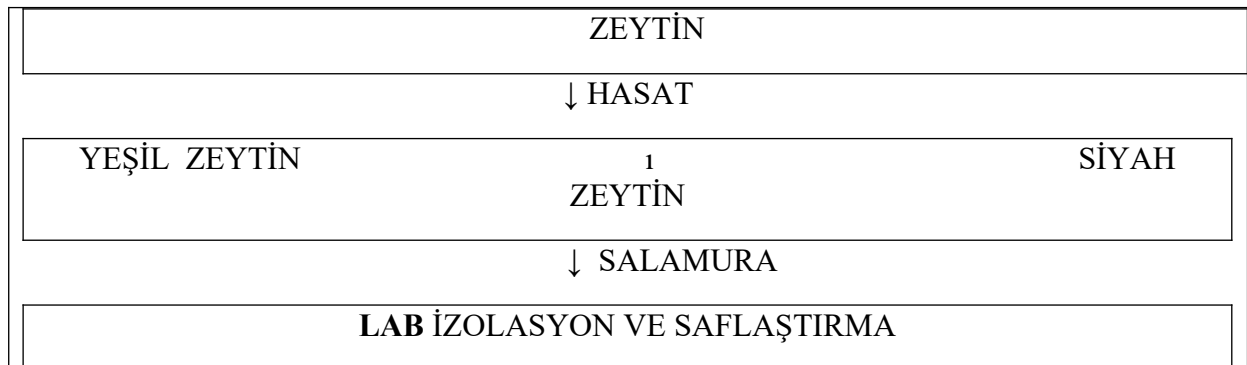 ZEYTİN
↓ HASAT
YEŞİL ZEYTİN 1 SİYAH
ZEYTİN
↓ SALAMURA
LAB İZOLASYON VE SAFLAŞTIRMA